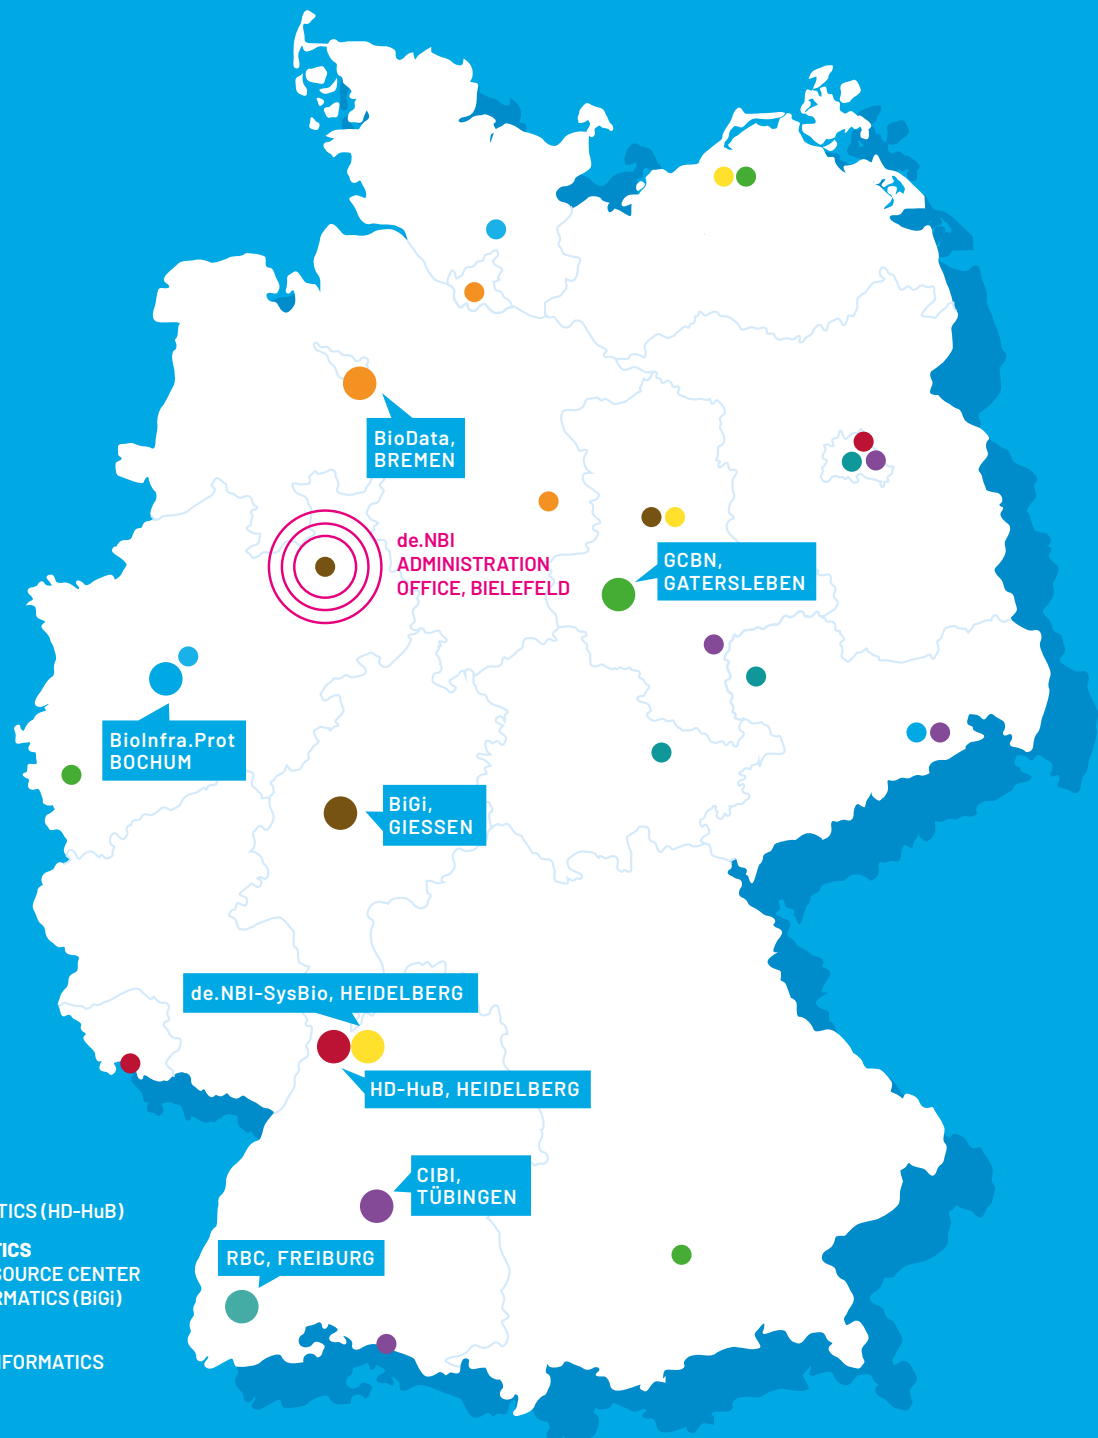 BioData,
BREMEN
de.NBI
ADMINISTRATION
OFFICE, BIELEFELD
GCBN,
GATERSLEBEN
BioInfra.Prot
BOCHUM
BiGi,
GIESSEN
de.NBI-SysBio, HEIDELBERG
HD-HuB, HEIDELBERG
CIBI,
TÜBINGEN
RBC, FREIBURG
TICS (HD-HuB)
TICS
SOURCE CENTER
RMATICS (BiGi)
NFORMATICS